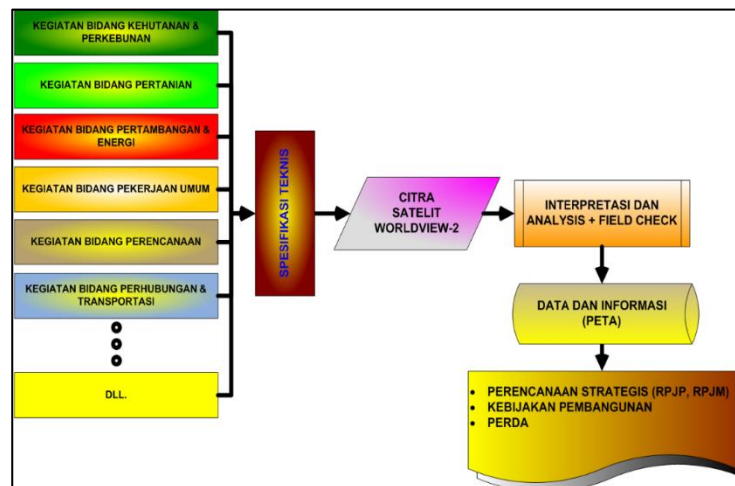 KEGIATAN BIDANG KEHUTANAN &
PERKEBUNAN
KEGIATAN BIDANG PERTANIAN
KEGIATAN BIDANG PERTAMBANGAN &
ENERGI
KEGIATAN BIDANG PEKERJAAN UMUM
KEGIATAN BIDANG PERENCANAAN
KEGIATAN BIDANG PERHUBUNGAN &
TRANSPORTASI
DLL.
SPESIFIKASI TEKNIS
CITRA
SATELIT
WORLDVIEW-2
INTERPRETASI DAN
ANALYSIS + FIELD CHECK
DATA DAN INFORMASI
(PETA)
• PERENCANAAN STRATEGIS (RPJP, RPJM)
• KEBIJAKAN PEMBANGUNAN
• PERDA